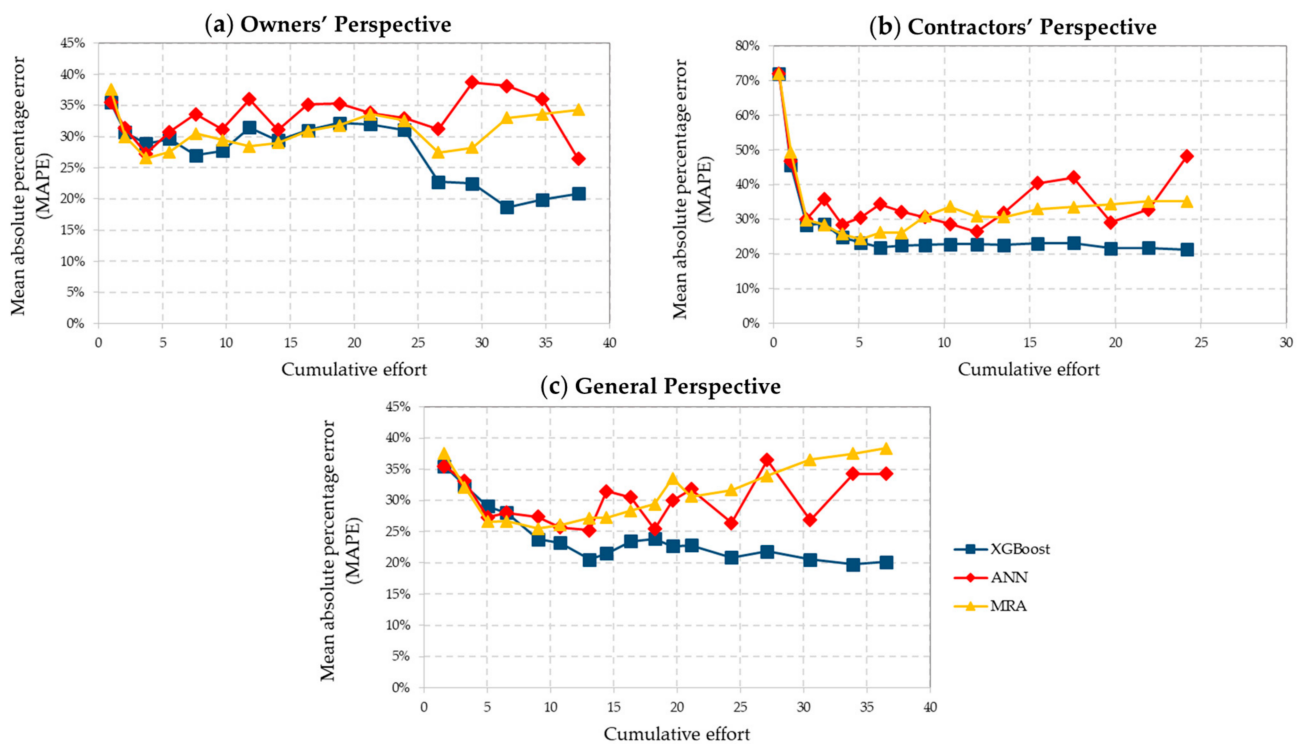 (a) Owners’ Perspective
45%
40%
35%
30%
25%
20%
15%
10%
5%
0%
0 5 10 15 20 25 30 35 40
Mean absolute percentage error
(MAPE)
Cumulative effort
(b) Contractors’ Perspective
80%
70%
60%
50%
40%
30%
20%
10%
0%
0 5 10 15 20 25 30
Mean absolute percentage error
(MAPE)
Cumulative effort
(c) General Perspective
45%
40%
35%
30%
25%
20%
15%
10%
5%
0%
0 5 10 15 20 25 30 35 40
Mean absolute percentage error
(MAPE)
Cumulative effort
XGBoost
ANN
MRA